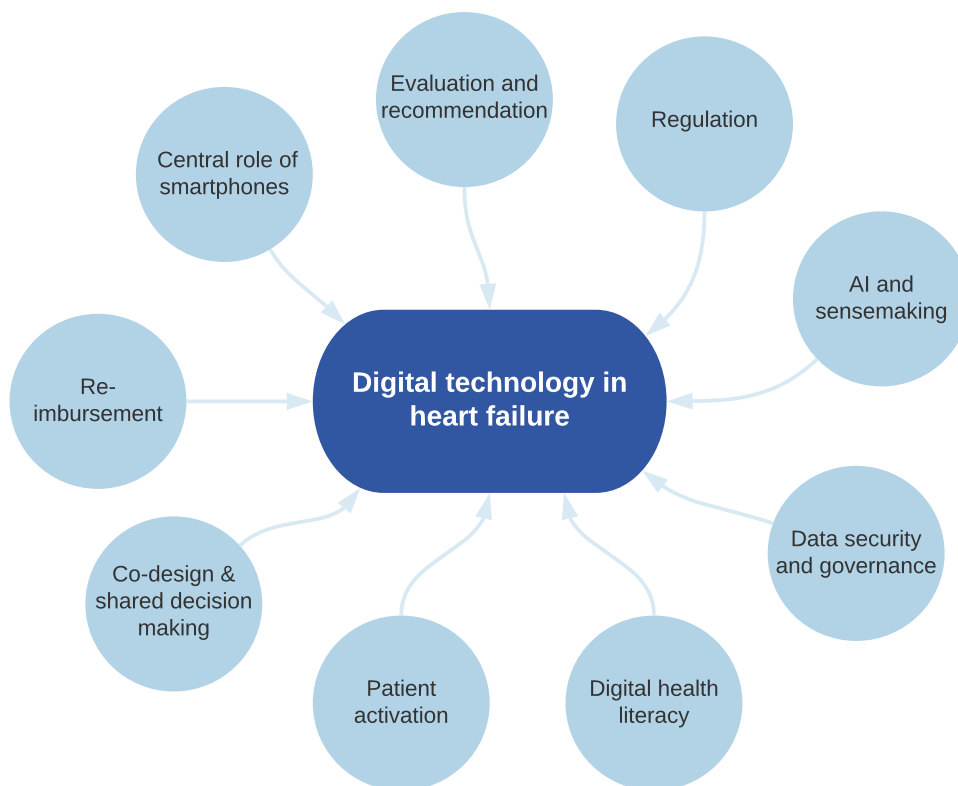 Evaluation and
recommendation
Regulation
Central role of
smartphones
AI and
sensemaking
Digital technology in
heart failure
Re-
imbursement
Data security
and governance
Co-design &
shared decision
making
Patient
activation
Digital health
literacy